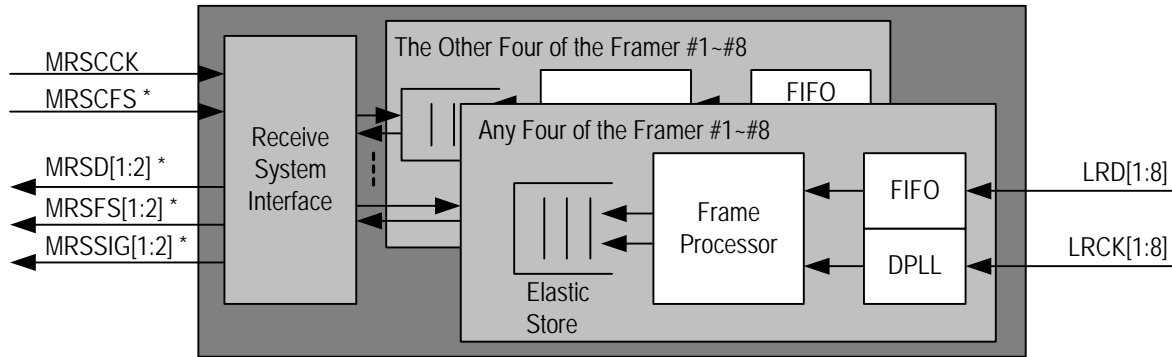 MRSCCK
MRSCFS *
MRSD[1:2] *
MRSFS[1:2] *
MRSSIG[1:2] *
Receive
System
Interface
The Other Four of the Framer #1~#8
FIFO
Any Four of the Framer #1~#8
Elastic
Store
Frame
Processor
FIFO
DPLL
LRD[1:8]
LRCK[1:8]